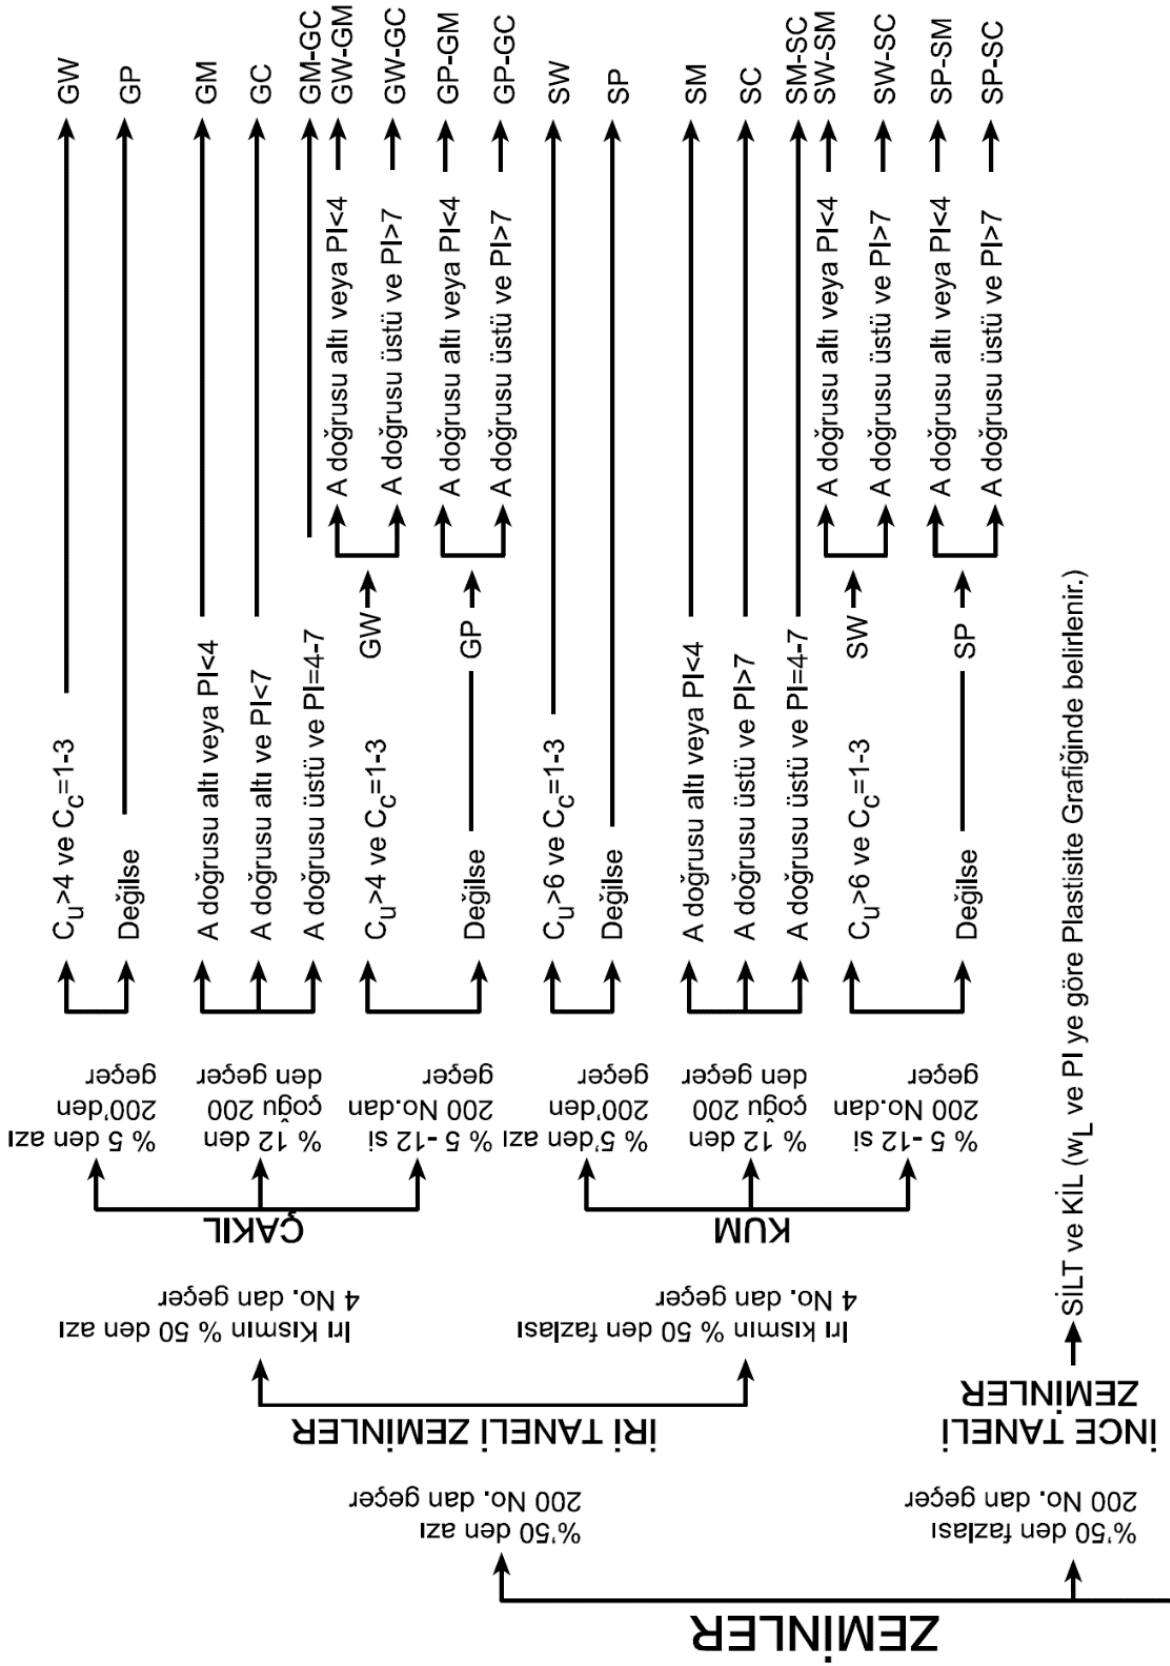 ZEMİNLER
%'50 den azı
200 No. dan geçer
İRİ TANELİ ZEMİNLER
Iri Kısmın % 50 den azı
4 No. dan geçer
ÇAKIL
% 5 den azı
200'den
geçer
Cu>4 ve CC=1-3
GW
Değilse
GP
% 12 den
çoğu 200
den geçer
A doğrusu altı veya PI<4
GM
A doğrusu altı ve PI<7
GC
A doğrusu üstü ve PI=4-7
GM-GC
% 5 -12 si
200 No.dan
geçer
Cu>4 ve CC=1-3
GW
A doğrusu altı veya PI<4
GW-GM
A doğrusu üstü ve PI>7
GW-GC
Değilse
GP
A doğrusu altı veya PI<4
GP-GM
A doğrusu üstü ve PI>7
GP-GC
Iri kısmın % 50 den fazlası
4 No. dan geçer
KUM
% 5'den azı
200'den
geçer
Cu>6 ve CC=1-3
SW
Değilse
SP
% 12 den
çoğu 200
den geçer
A doğrusu altı veya PI<4
SM
A doğrusu üstü ve PI>7
SC
A doğrusu üstü ve PI=4-7
SM-SC
% 5 -12 si
200 No.dan
geçer
Cu>6 ve CC=1-3
SW
A doğrusu altı veya PI<4
SW-SM
A doğrusu üstü ve PI>7
SW-SC
Değilse
SP
A doğrusu altı veya PI<4
SP-SM
A doğrusu üstü ve PI>7
SP-SC
%'50 den fazlası
200 No. dan geçer
İNCE TANELİ
ZEMİNLER
SİLT ve KİL (wL ve PI ye göre Plastisite Grafiğinde belirlenir.)